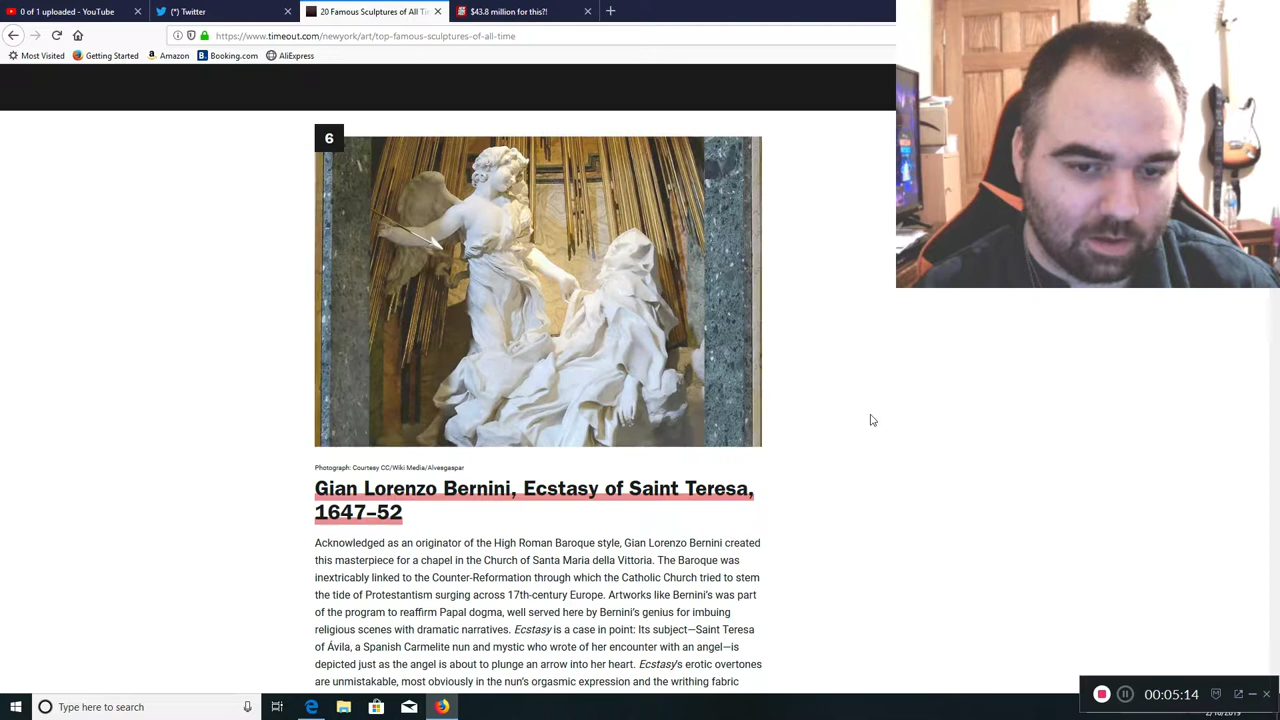 0 of 1 uploaded - YouTube
(*) Twitter
20 Famous Sculptures of All Ti
$43.8 million for this?!
https://www.timeout.com/newyork/art/top-famous-sculptures-of-all-time
Most Visited
Getting Started
Amazon
Booking.com
AliExpress
6
Photograph: Courtesy CC/Wiki Media/Alvesgaspar
Gian Lorenzo Bernini, Ecstasy of Saint Teresa,
1647–52
Acknowledged as an originator of the High Roman Baroque style, Gian Lorenzo Bernini created
this masterpiece for a chapel in the Church of Santa Maria della Vittoria. The Baroque was
inextricably linked to the Counter-Reformation through which the Catholic Church tried to stem
the tide of Protestantism surging across 17th-century Europe. Artworks like Bernini's was part
of the program to reaffirm Papal dogma, well served here by Bernini's genius for imbuing
religious scenes with dramatic narratives. Ecstasy is a case in point: Its subject—Saint Teresa
of Ávila, a Spanish Carmelite nun and mystic who wrote of her encounter with an angel—is
depicted just as the angel is about to plunge an arrow into her heart. Ecstasy's erotic overtones
are unmistakable, most obviously in the nun's orgasmic expression and the writhing fabric
Type here to search
00:05:14